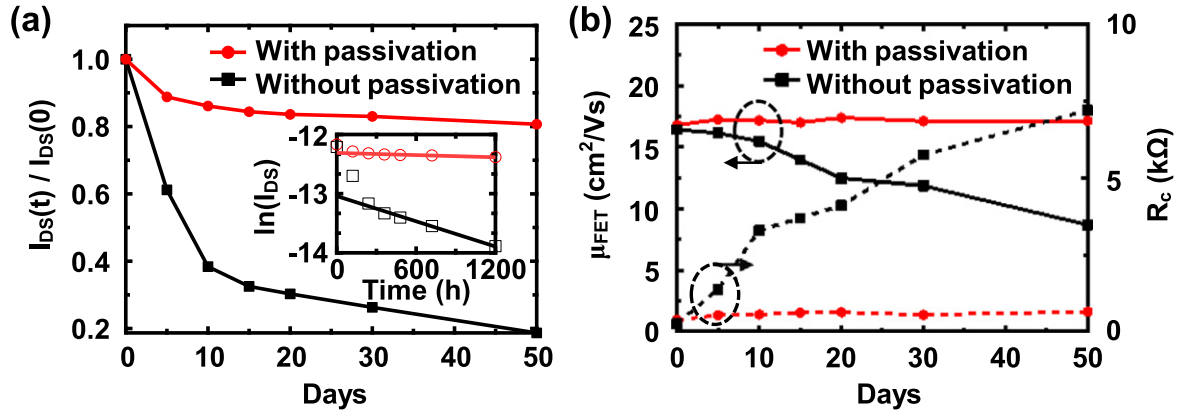 (a)
With passivation
Without passivation
I_DS(t) / I_DS(0)
1.0
0.8
0.6
0.4
0.2
0 10 20 30 40 50
Days
ln(I_DS)
-12
-13
-14
0 600 1200
Time (h)
(b)
With passivation
Without passivation
μ_FET (cm²/Vs)
25
20
15
10
5
0
0 10 20 30 40 50
Days
10
5
0
R_c (kΩ)